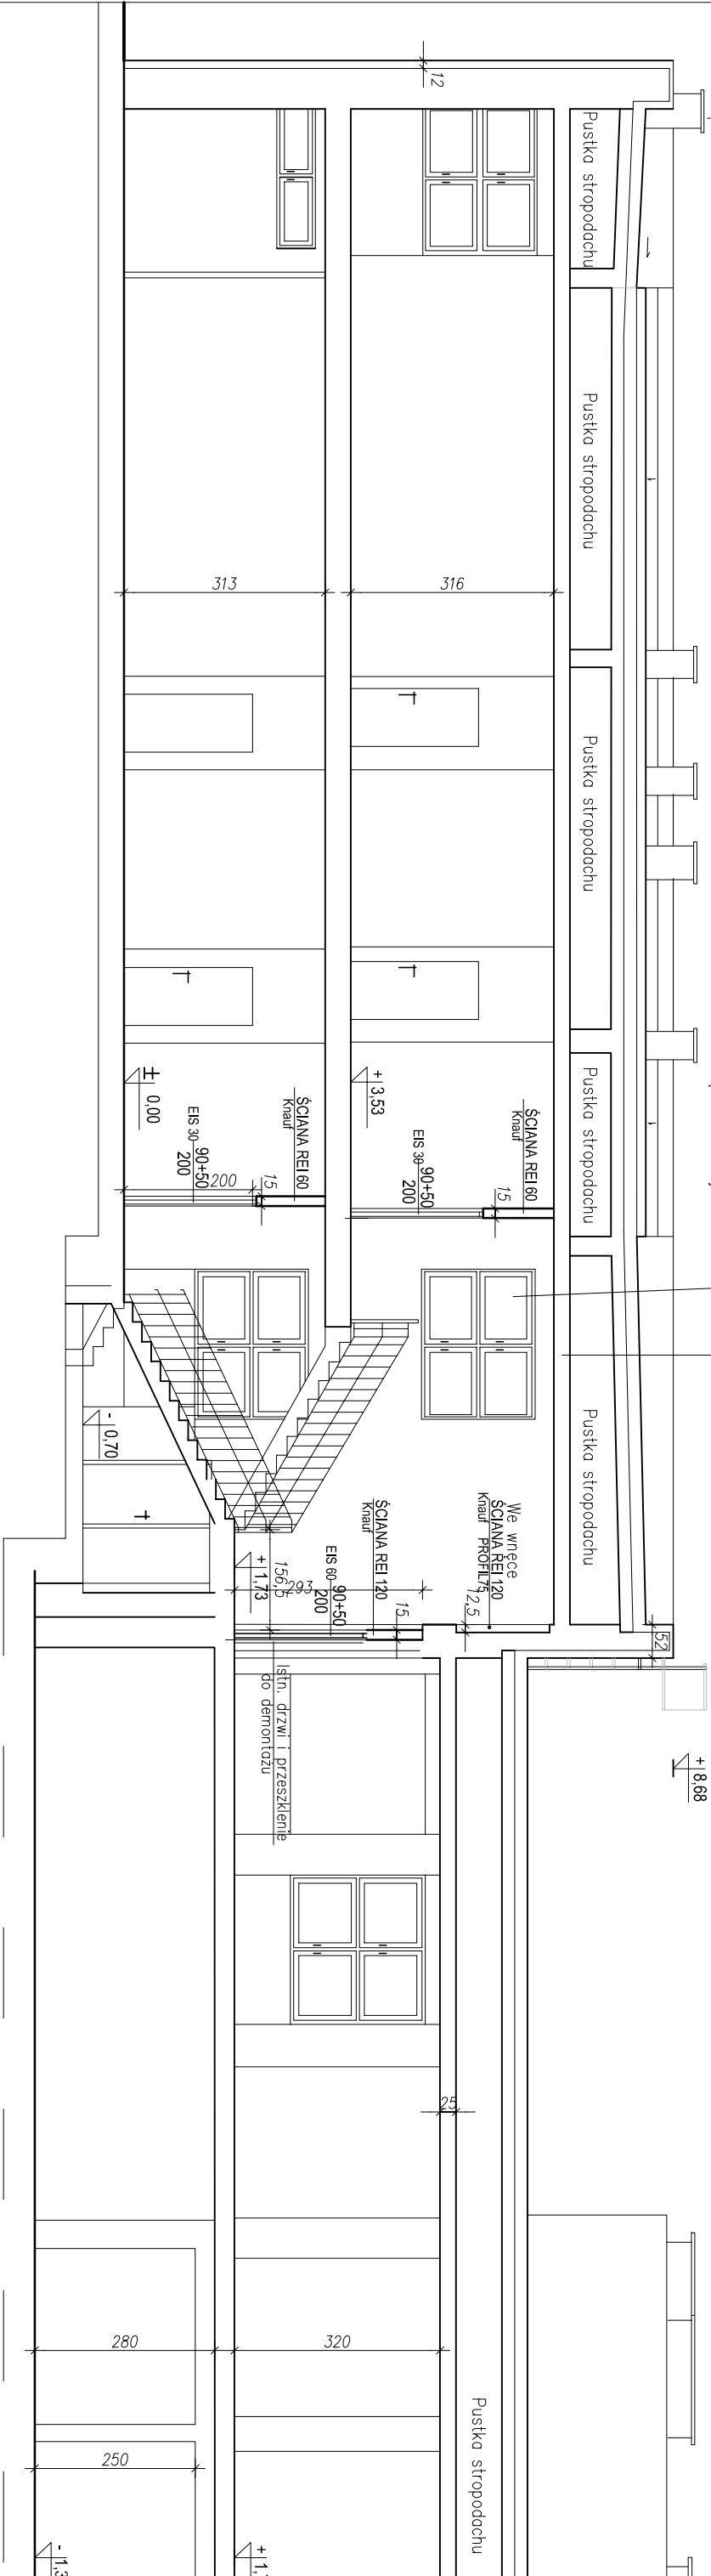 12
Pustka stropodachu
Pustka stropodachu
313
316
Pustka stropodachu
± 0,00
+ 3,53
ŚCIANA REI 60
Knauf
EIS 30
90+50
200
200
15
ŚCIANA REI 60
Knauf
EIS 30
90+50
200
15
Pustka stropodachu
- 0,70
Pustka stropodachu
We wnęce
ŚCIANA REI 120
Knauf PROFIL75
12,5
ŚCIANA REI 120
Knauf
EIS 60
90+50
200
15
293
156,5
+ 1,73
52
Istn. drzwi i przeszklenie
do demontażu
+ 8,68
25
280
320
250
Pustka stropodachu